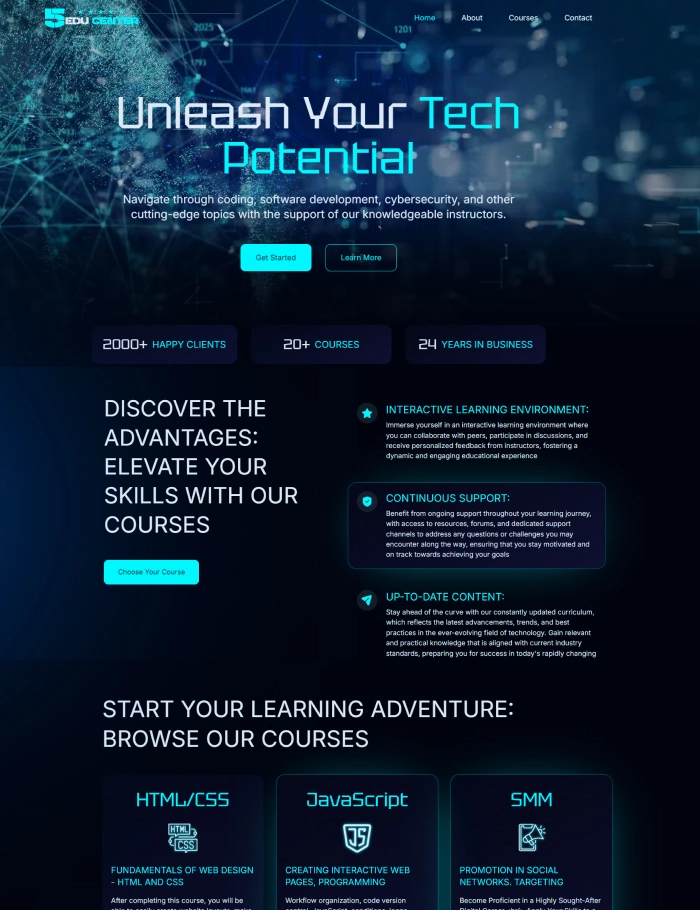 5 EDU CENTER
Home About Courses Contact
2025
1201
1793
Unleash Your Tech
Potential
Navigate through coding, software development, cybersecurity, and other
cutting-edge topics with the support of our knowledgeable instructors.
Get Started Learn More
2000+ HAPPY CLIENTS 20+ COURSES 24 YEARS IN BUSINESS
DISCOVER THE
ADVANTAGES:
ELEVATE YOUR
SKILLS WITH OUR
COURSES
Choose Your Course
INTERACTIVE LEARNING ENVIRONMENT:
Immerse yourself in an interactive learning environment where
you can collaborate with peers, participate in discussions, and
receive personalized feedback from instructors, fostering a
dynamic and engaging educational experience
CONTINUOUS SUPPORT:
Benefit from ongoing support throughout your learning journey,
with access to resources, forums, and dedicated support
channels to address any questions or challenges you may
encounter along the way, ensuring that you stay motivated and
on track towards achieving your goals
UP-TO-DATE CONTENT:
Stay ahead of the curve with our constantly updated curriculum,
which reflects the latest advancements, trends, and best
practices in the ever-evolving field of technology. Gain relevant
and practical knowledge that is aligned with current industry
standards, preparing you for success in today's rapidly changing
START YOUR LEARNING ADVENTURE:
BROWSE OUR COURSES
HTML/CSS
HTML
CSS
FUNDAMENTALS OF WEB DESIGN
- HTML AND CSS
After completing this course, you will be
JavaScript
JS
CREATING INTERACTIVE WEB
PAGES, PROGRAMMING
Workflow organization, code version
SMM
PROMOTION IN SOCIAL
NETWORKS. TARGETING
Become Proficient in a Highly Sought-After